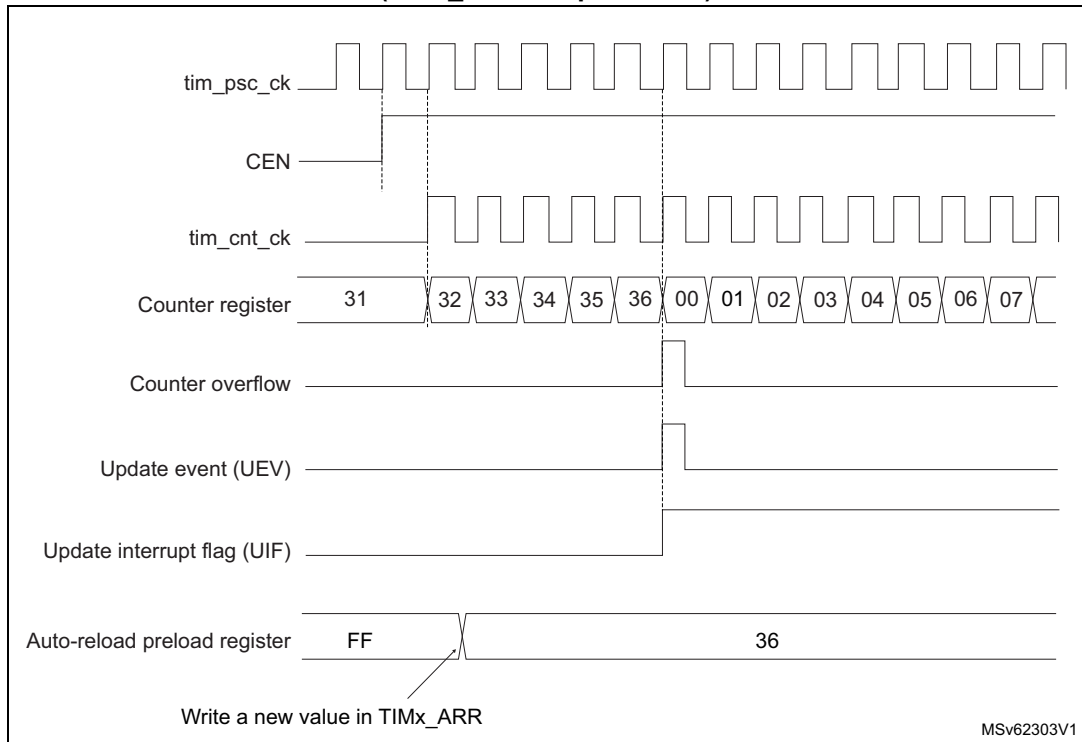 tim_psc_ck
CEN
tim_cnt_ck
Counter register 31 32 33 34 35 36 00 01 02 03 04 05 06 07
Counter overflow
Update event (UEV)
Update interrupt flag (UIF)
Auto-reload preload register FF 36
Write a new value in TIMx_ARR
MSv62303V1